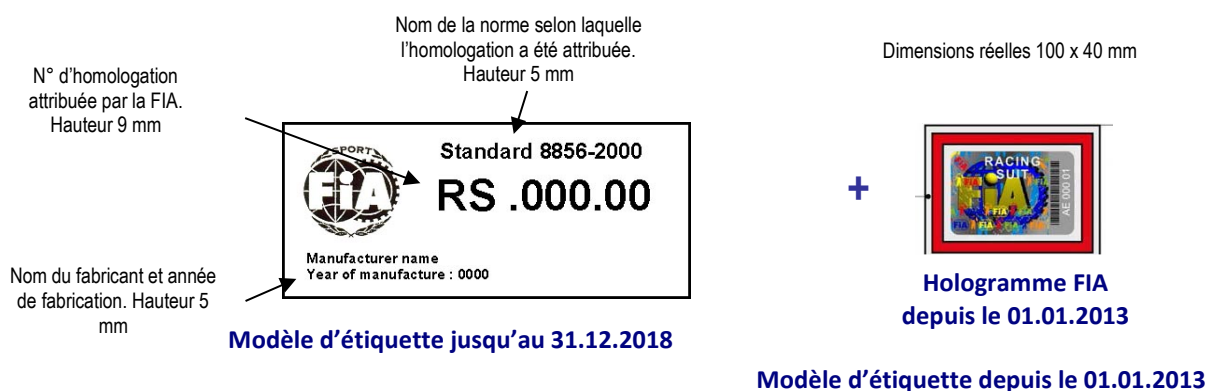 Nom de la norme selon laquelle
l’homologation a été attribuée.
Hauteur 5 mm
Dimensions réelles 100 x 40 mm
N° d’homologation
attribuée par la FIA.
Hauteur 9 mm
SPORT
FiA
Standard 8856-2000
RS .000.00
Manufacturer name
Year of manufacture : 0000
+
RACING
SUIT
FiA
AE 000 01
FIA
FIA
FIA
Nom du fabricant et année
de fabrication. Hauteur 5
mm
Hologramme FIA
depuis le 01.01.2013
Modèle d’étiquette jusqu’au 31.12.2018
Modèle d’étiquette depuis le 01.01.2013